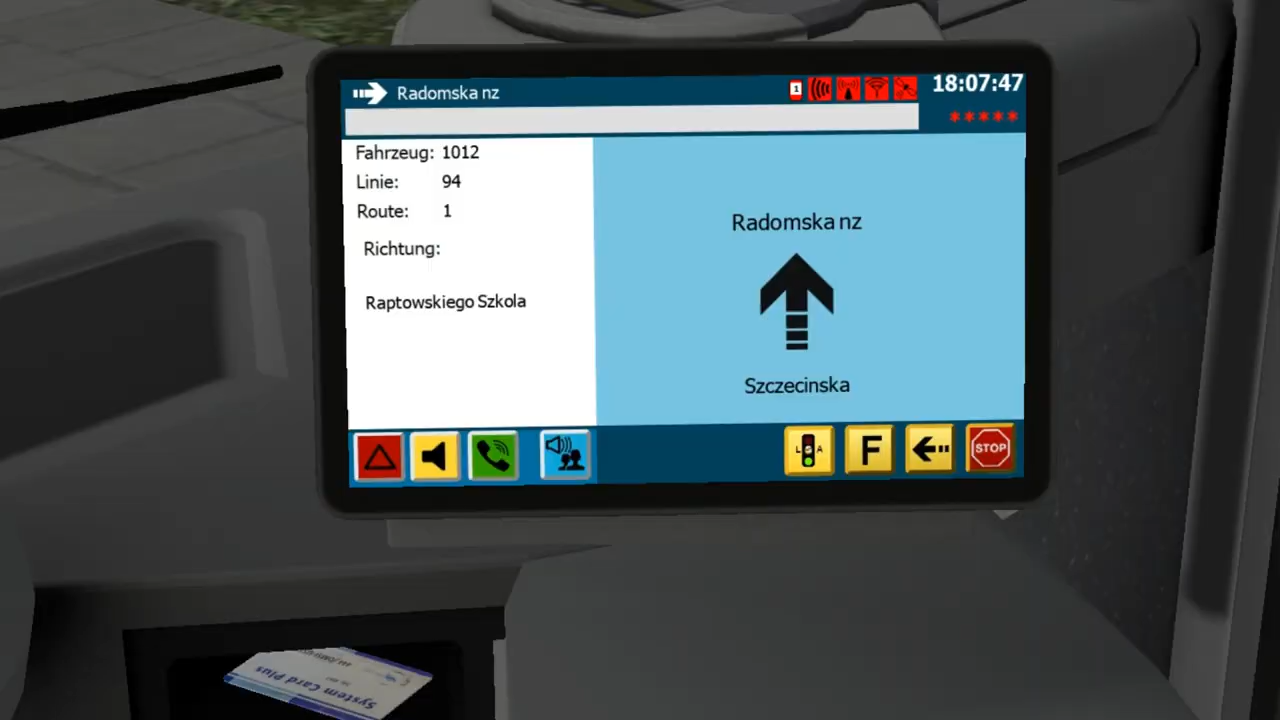 Radomska nz
1
18:07:47
*****
Fahrzeug: 1012
Linie: 94
Route: 1
Richtung:
Raptowskiego Szkola
Radomska nz
Szczecinska
L A
F
STOP
System Card Plus